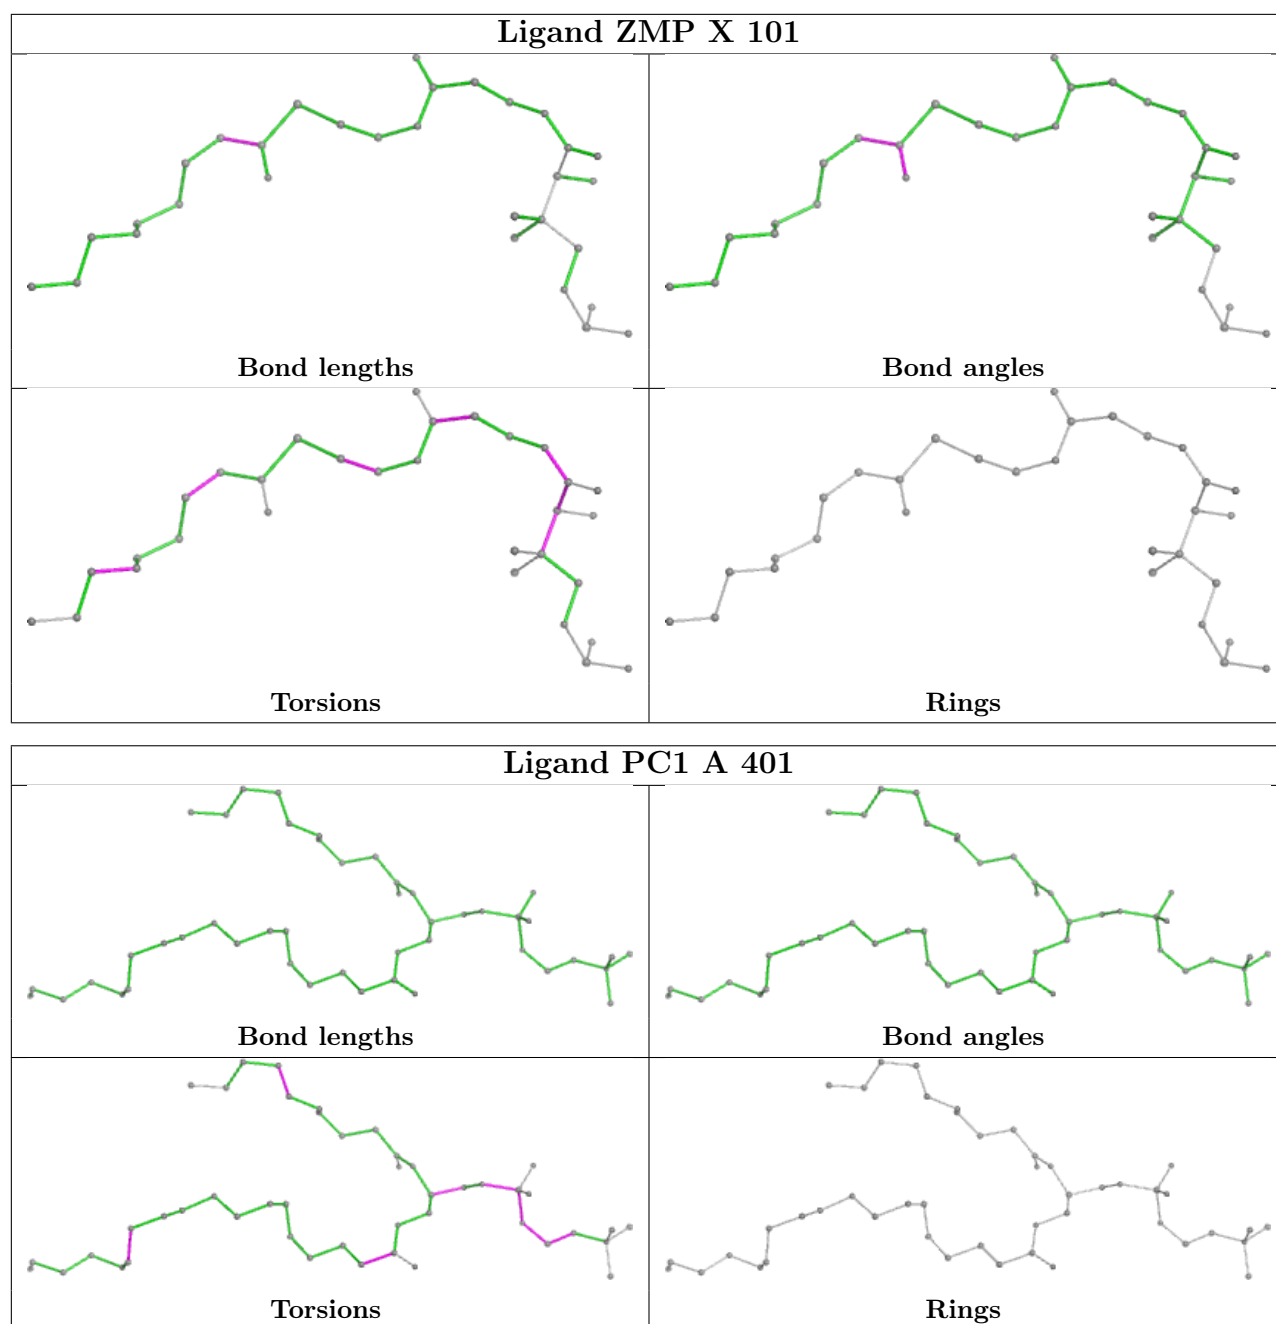 Ligand ZMP X 101
Bond lengths
Bond angles
Torsions
Rings
Ligand PC1 A 401
Bond lengths
Bond angles
Torsions
Rings